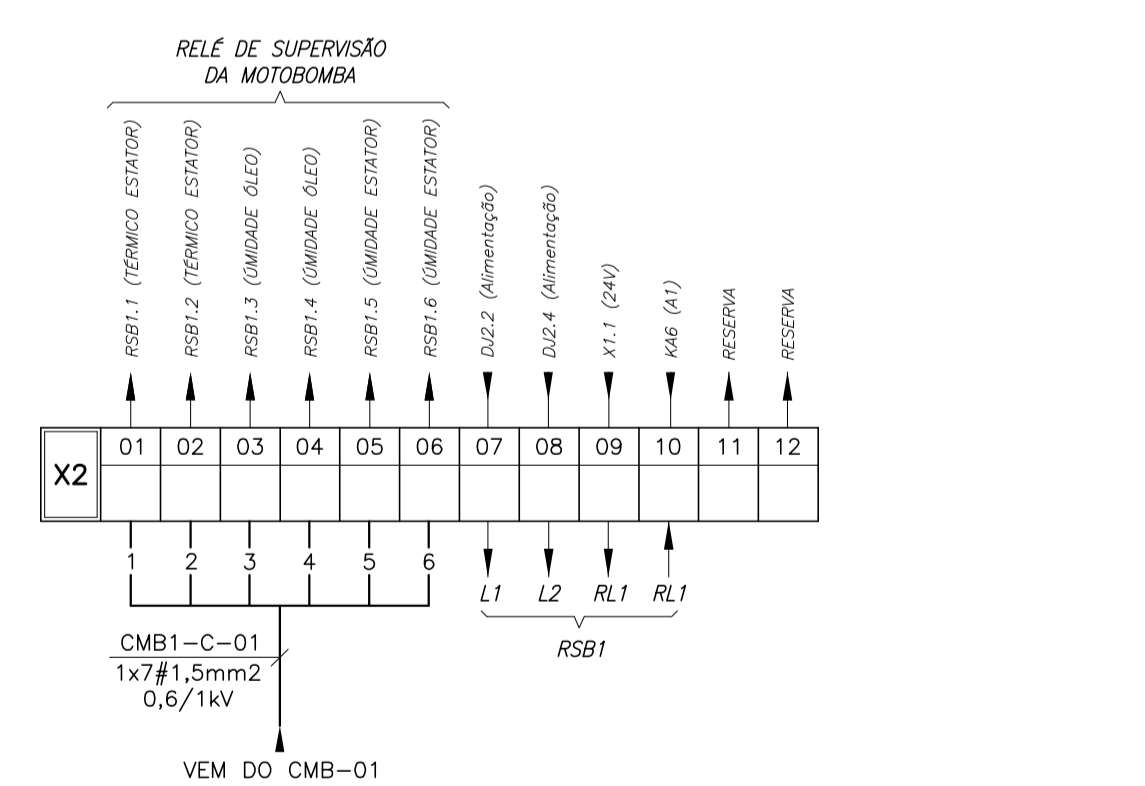 RELÉ DE SUPERVISÃO
DA MOTOBOMBA
RSB1.1 (TÉRMICO ESTATOR)
RSB1.2 (TÉRMICO ESTATOR)
RSB1.3 (ÚMIDADE ÓLEO)
RSB1.4 (ÚMIDADE ÓLEO)
RSB1.5 (ÚMIDADE ESTATOR)
RSB1.6 (ÚMIDADE ESTATOR)
DJ2.2 (Alimentação)
DJ2.4 (Alimentação)
X1.1 (24V)
KA6 (A1)
RESERVA
RESERVA
X2 01 02 03 04 05 06 07 08 09 10 11 12
1 2 3 4 5 6
L1 L2 RL1 RL1
RSB1
CMB1-C-01
1x7#1,5mm2
0,6/1kV
VEM DO CMB-01